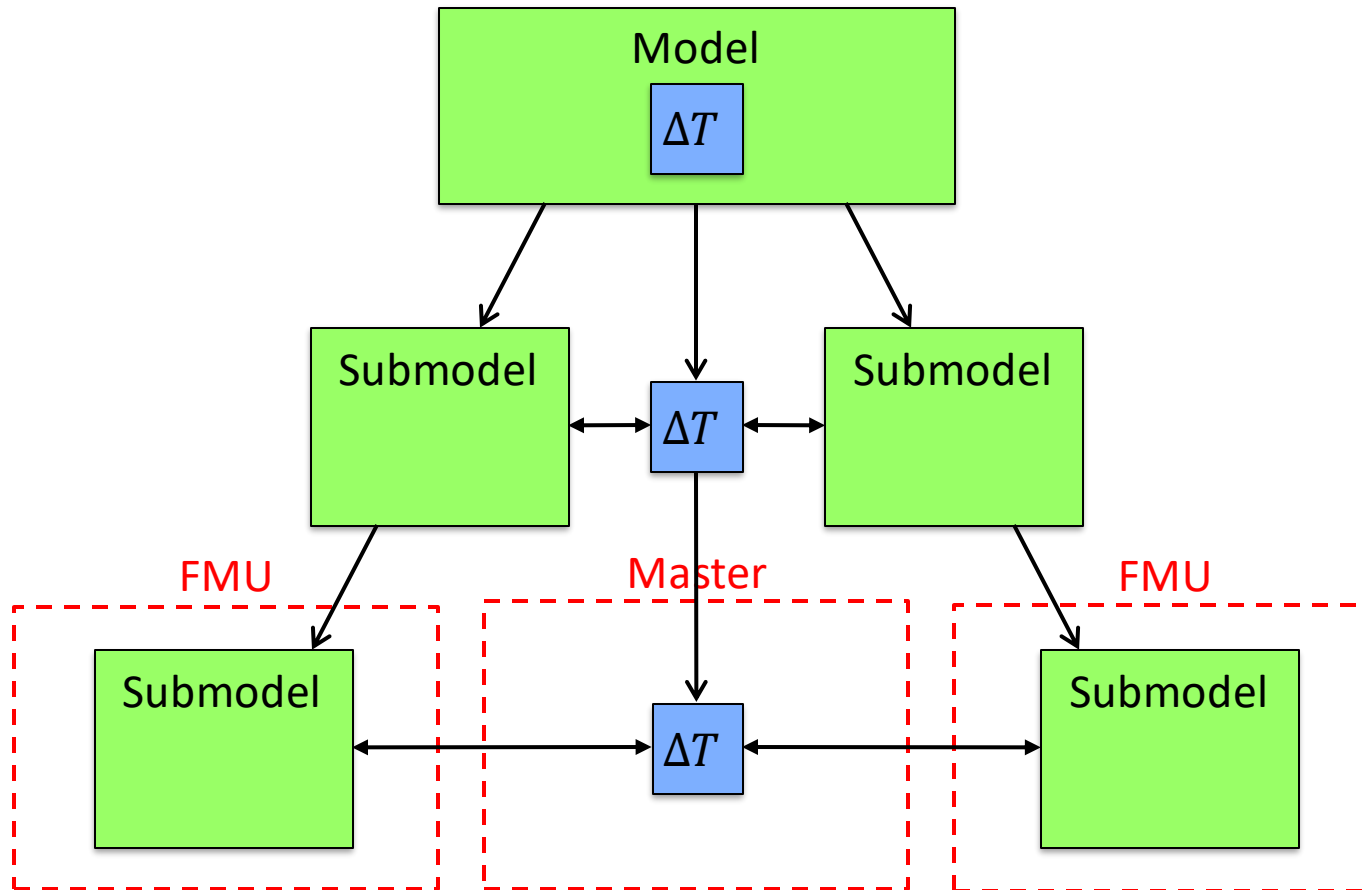 Model
ΔT
Submodel
ΔT
Submodel
FMU
Master
FMU
Submodel
ΔT
Submodel